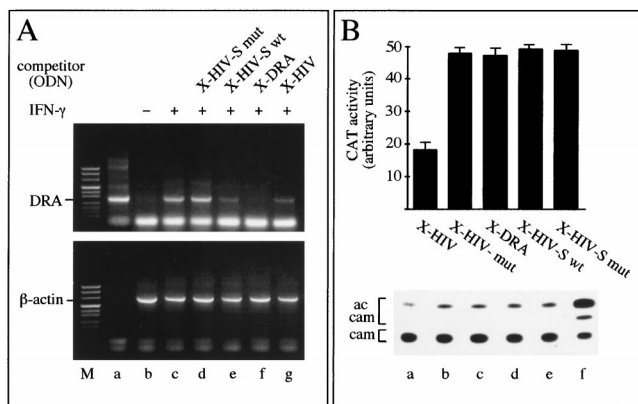 A
competitor
(ODN)
X-HIV-S mut
X-HIV-S wt
X-DRA
X-HIV
IFN-γ
− + + + + +
DRA
β-actin
M a b c d e f g
B
CAT activity
(arbitrary units)
50
40
30
20
10
X-HIV
X-HIV- mut
X-DRA
X-HIV-S wt
X-HIV-S mut
ac
cam
cam
a b c d e f